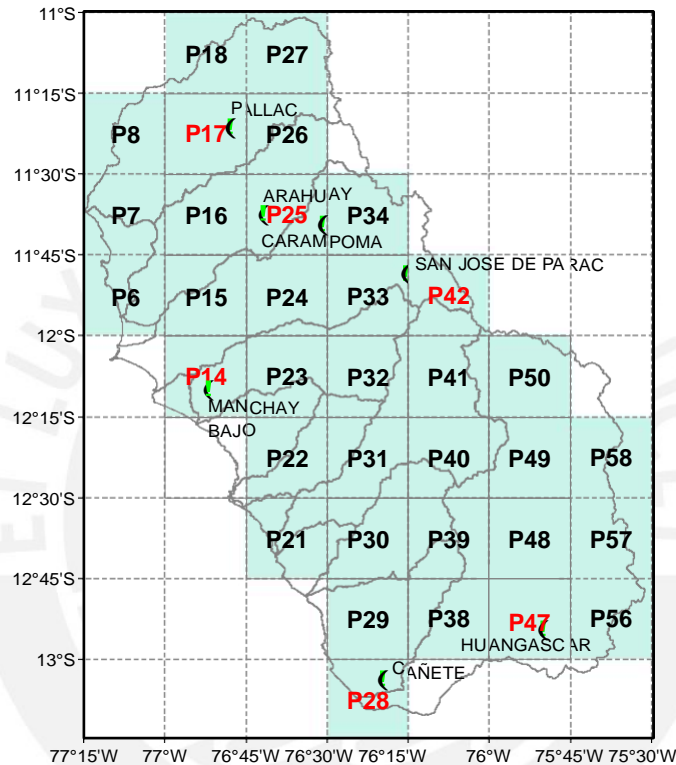 11°S
P18 P27
11°15'S
PALLAC
P8 P17 P26
11°30'S
ARAHUAY
P7 P16 P25 P34
CARAMPOMA
11°45'S
SAN JOSE DE PARAC
P6 P15 P24 P33 P42
12°S
P14 P23 P32 P41 P50
MANCHAY
12°15'S
BAJO
P22 P31 P40 P49 P58
12°30'S
P21 P30 P39 P48 P57
12°45'S
P29 P38 P47 P56
HUANGASCAR
13°S
CAÑETE
P28
77°15'W 77°W 76°45'W 76°30'W 76°15'W 76°W 75°45'W 75°30'W